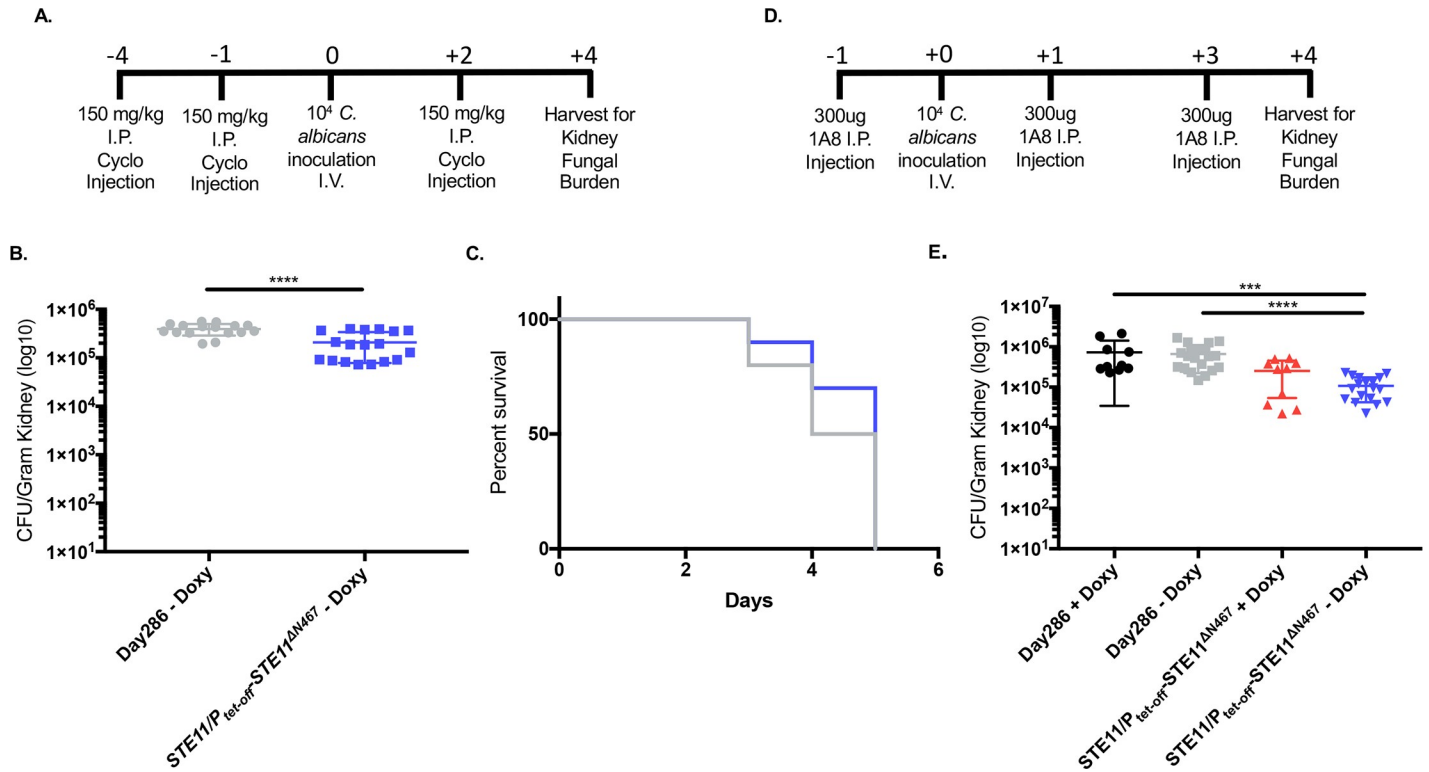 A.
-4 -1 0 +2 +4
150 mg/kg
I.P.
Cyclo
Injection
150 mg/kg
I.P.
Cyclo
Injection
10⁴ C.
albicans
inoculation
I.V.
150 mg/kg
I.P.
Cyclo
Injection
Harvest for
Kidney
Fungal
Burden
D.
-1 +0 +1 +3 +4
300ug
1A8 I.P.
Injection
10⁴ C.
albicans
inoculation
I.V.
300ug
1A8 I.P.
Injection
300ug
1A8 I.P.
Injection
Harvest for
Kidney
Fungal
Burden
B.
****
CFU/Gram Kidney (log10)
1×10⁶
1×10⁵
1×10⁴
1×10³
1×10²
1×10¹
Day286 - Doxy
STE11/Ptet-off-STE11ΔN467 - Doxy
C.
Percent survival
100
50
0
0 2 4 6
Days
E.
***
****
CFU/Gram Kidney (log10)
1×10⁷
1×10⁶
1×10⁵
1×10⁴
1×10³
1×10²
1×10¹
Day286 + Doxy
Day286 - Doxy
STE11/Ptet-off-STE11ΔN467 + Doxy
STE11/Ptet-off-STE11ΔN467 - Doxy